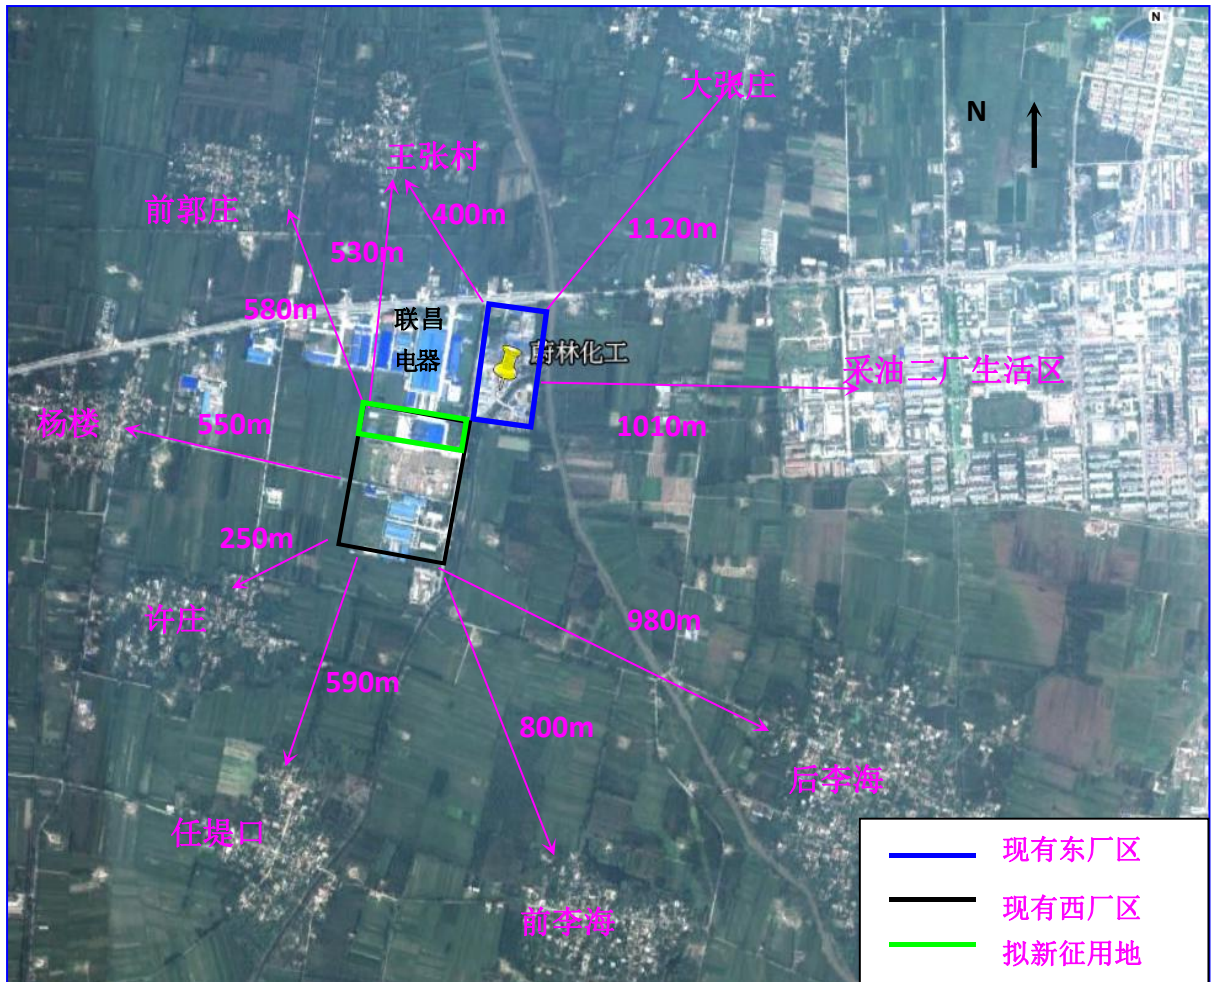 N
大张庄
N
王张村
前郭庄
400m
1120m
530m
580m
联昌
电器
蔚林化工
采油二厂生活区
杨楼
550m
1010m
250m
许庄
980m
590m
800m
后李海
任堤口
前李海
现有东厂区
现有西厂区
拟新征用地